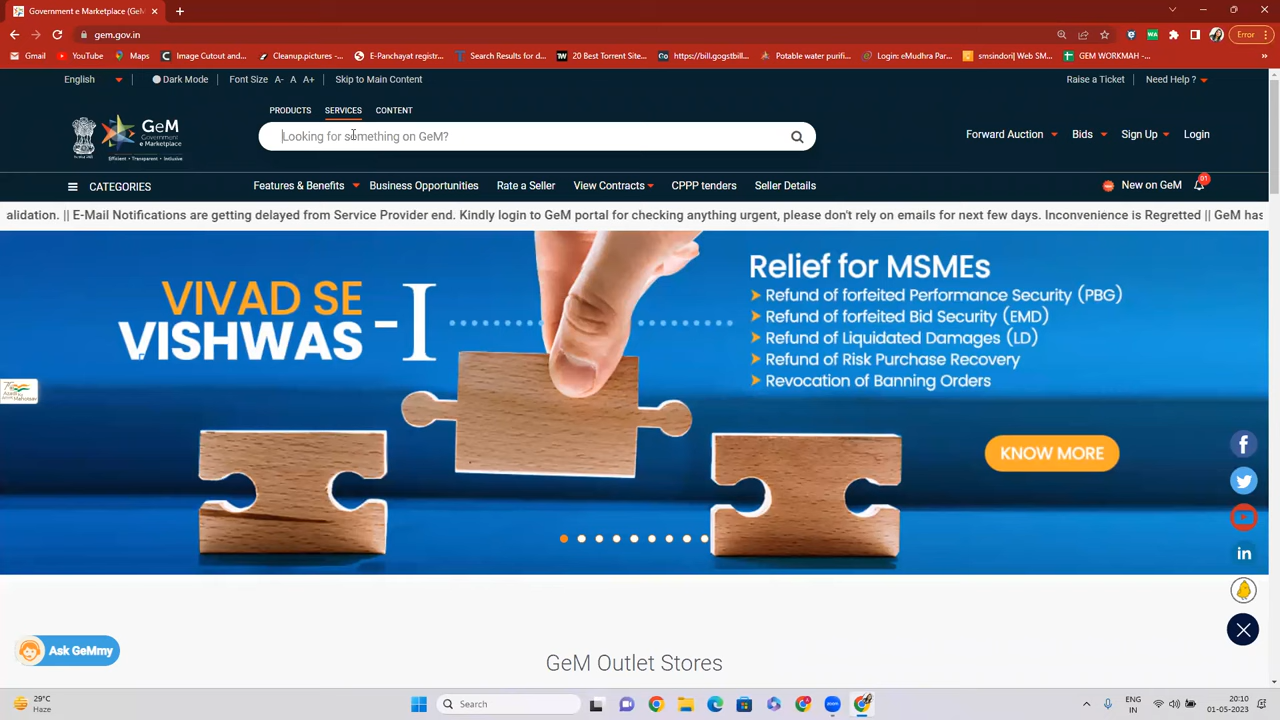 Government e Marketplace (GeM
gem.gov.in
Error
Gmail YouTube Maps Image Cutout and... Cleanup.pictures -... E-Panchayat registr... Search Results for d... 20 Best Torrent Site... https://bill.gogstbill... Potable water purifi... Login: eMudhra Par... smsindori| Web SM... GEM WORKMAH -... »
English Dark Mode Font Size A- A A+ Skip to Main Content Raise a Ticket Need Help ?
PRODUCTS SERVICES CONTENT
GeM
Government
e Marketplace
Efficient • Transparent • Inclusive
Looking for something on GeM?
Forward Auction Bids Sign Up Login
CATEGORIES Features & Benefits Business Opportunities Rate a Seller View Contracts CPPP tenders Seller Details New on GeM 01
alidation. || E-Mail Notifications are getting delayed from Service Provider end. Kindly login to GeM portal for checking anything urgent, please don't rely on emails for next few days. Inconvenience is Regretted || GeM has
VIVAD SE
VISHWAS -I
Relief for MSMEs
Refund of forfeited Performance Security (PBG)
Refund of forfeited Bid Security (EMD)
Refund of Liquidated Damages (LD)
Refund of Risk Purchase Recovery
Revocation of Banning Orders
KNOW MORE
Ask GeMmy
GeM Outlet Stores
29°C
Haze
Search
ENG
IN
20:10
01-05-2023